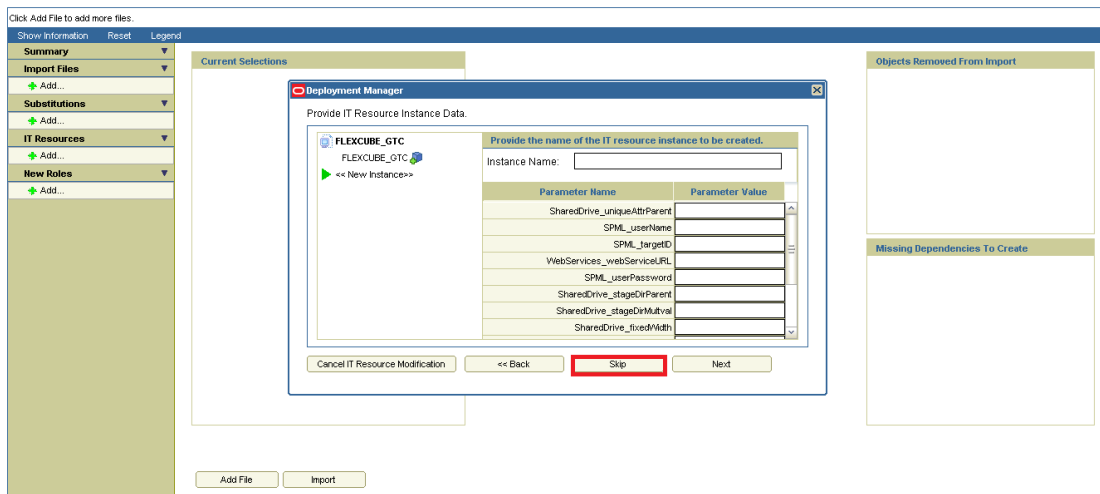 Click Add File to add more files.
Show Information Reset Legend
Summary
Import Files
Add...
Substitutions
Add...
IT Resources
Add...
New Roles
Add...
Current Selections
Objects Removed From Import
Missing Dependencies To Create
Deployment Manager
Provide IT Resource Instance Data.
FLEXCUBE_GTC
FLEXCUBE_GTC
<< New Instance>>
Provide the name of the IT resource instance to be created.
Instance Name:
Parameter Name Parameter Value
SharedDrive_uniqueAttrParent
SPML_userName
SPML_targetID
WebServices_webServiceURL
SPML_userPassword
SharedDrive_stageDirParent
SharedDrive_stageDirMultval
SharedDrive_fixedWidth
Cancel IT Resource Modification << Back Skip Next
Add File Import